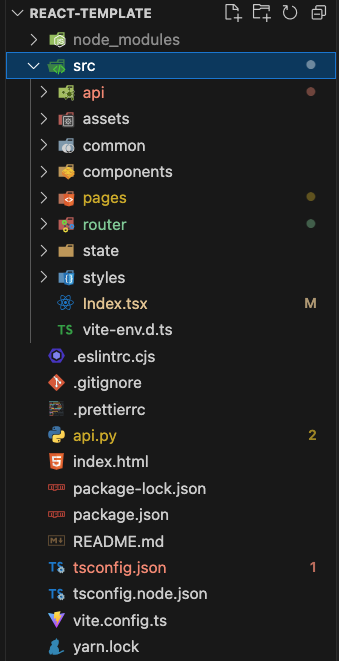 REACT-TEMPLATE
node_modules
src
api
assets
common
components
pages
router
state
styles
Index.tsx M
TS vite-env.d.ts
.eslintrc.cjs
.gitignore
.prettierrc
api.py 2
index.html
package-lock.json
package.json
README.md
TS tsconfig.json 1
TS tsconfig.node.json
vite.config.ts
yarn.lock